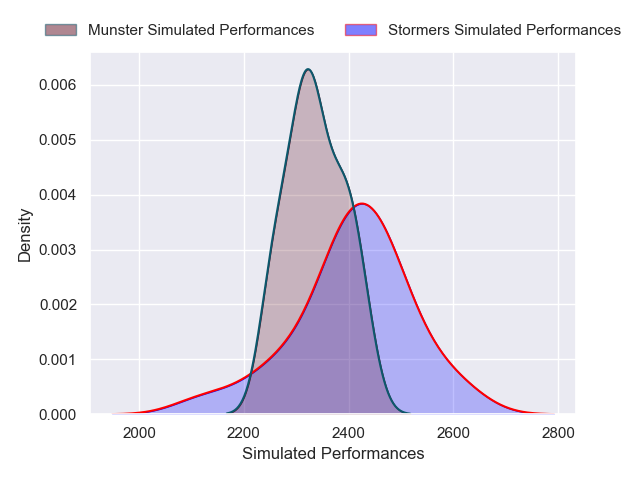 Munster Simulated Performances Stormers Simulated Performances
0.006
0.005
0.004
0.003
0.002
0.001
0.000
Density
2000 2200 2400 2600 2800
Simulated Performances